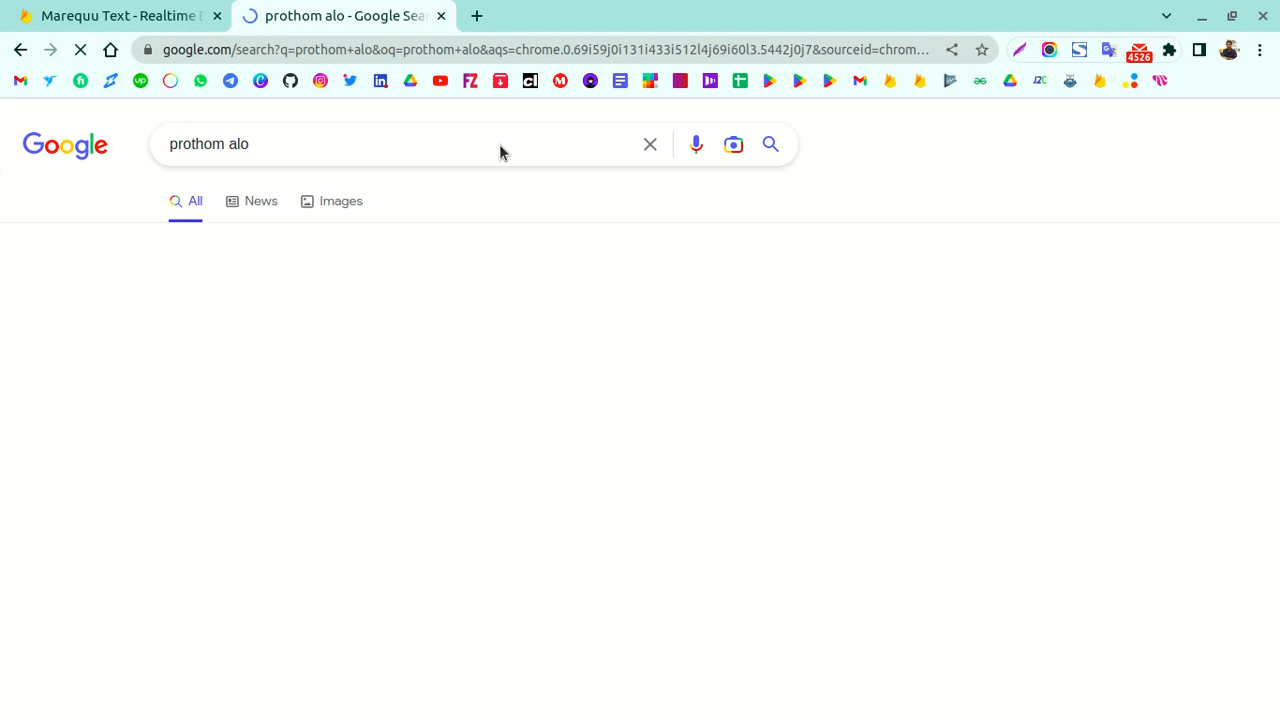 Marequu Text - Realtime D
prothom alo - Google Sea
google.com/search?q=prothom+alo&oq=prothom+alo&aqs=chrome.0.69i59j0i131i433i512l4j69i60l3.5442j0j7&sourceid=chrom...
4526
Google
prothom alo
All
News
Images